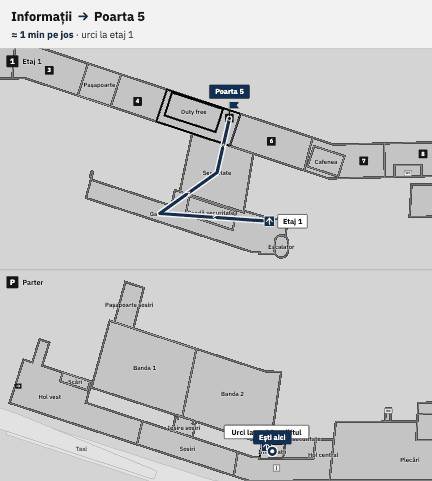 Informații → Poarta 5
≈ 1 min pe jos · urci la etaj 1
1 Etaj 1
3
Pașapoarte
4
Duty free
Poarta 5
6
Cafenea
7
8
Etaj 1
Escalator
P Parter
Pașapoarte sosiri
Banda 1
Banda 2
Scări
Hol vest
Taxi
Sosiri
Ești aici
Hol central
Plecări